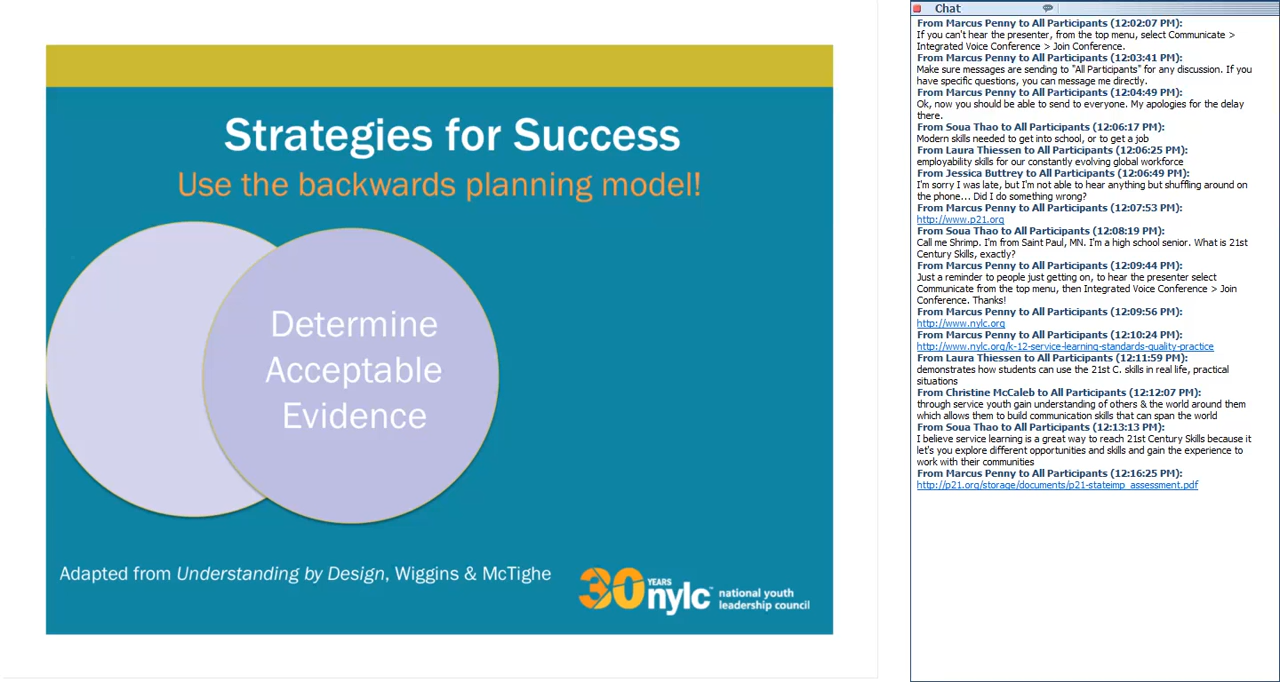 Strategies for Success
Use the backwards planning model!
Determine
Acceptable
Evidence
Adapted from Understanding by Design, Wiggins & McTighe
30 YEARS nylc™ national youth
leadership council
Chat
From Marcus Penny to All Participants (12:02:07 PM):
If you can't hear the presenter, from the top menu, select Communicate >
Integrated Voice Conference > Join Conference.
From Marcus Penny to All Participants (12:03:41 PM):
Make sure messages are sending to "All Participants" for any discussion. If you
have specific questions, you can message me directly.
From Marcus Penny to All Participants (12:04:49 PM):
Ok, now you should be able to send to everyone. My apologies for the delay
there.
From Soua Thao to All Participants (12:06:17 PM):
Modern skills needed to get into school, or to get a job
From Laura Thiessen to All Participants (12:06:25 PM):
employability skills for our constantly evolving global workforce
From Jessica Buttrey to All Participants (12:06:49 PM):
I'm sorry I was late, but I'm not able to hear anything but shuffling around on
the phone... Did I do something wrong?
From Marcus Penny to All Participants (12:07:53 PM):
http://www.p21.org
From Soua Thao to All Participants (12:08:19 PM):
Call me Shrimp. I'm from Saint Paul, MN. I'm a high school senior. What is 21st
Century Skills, exactly?
From Marcus Penny to All Participants (12:09:44 PM):
Just a reminder to people just getting on, to hear the presenter select
Communicate from the top menu, then Integrated Voice Conference > Join
Conference. Thanks!
From Marcus Penny to All Participants (12:09:56 PM):
http://www.nylc.org
From Marcus Penny to All Participants (12:10:24 PM):
http://www.nylc.org/k-12-service-learning-standards-quality-practice
From Laura Thiessen to All Participants (12:11:59 PM):
demonstrates how students can use the 21st C. skills in real life, practical
situations
From Christine McCaleb to All Participants (12:12:07 PM):
through service youth gain understanding of others & the world around them
which allows them to build communication skills that can span the world
From Soua Thao to All Participants (12:13:13 PM):
I believe service learning is a great way to reach 21st Century Skills because it
let's you explore different opportunities and skills and gain the experience to
work with their communities
From Marcus Penny to All Participants (12:16:25 PM):
http://p21.org/storage/documents/p21-stateimp_assessment.pdf